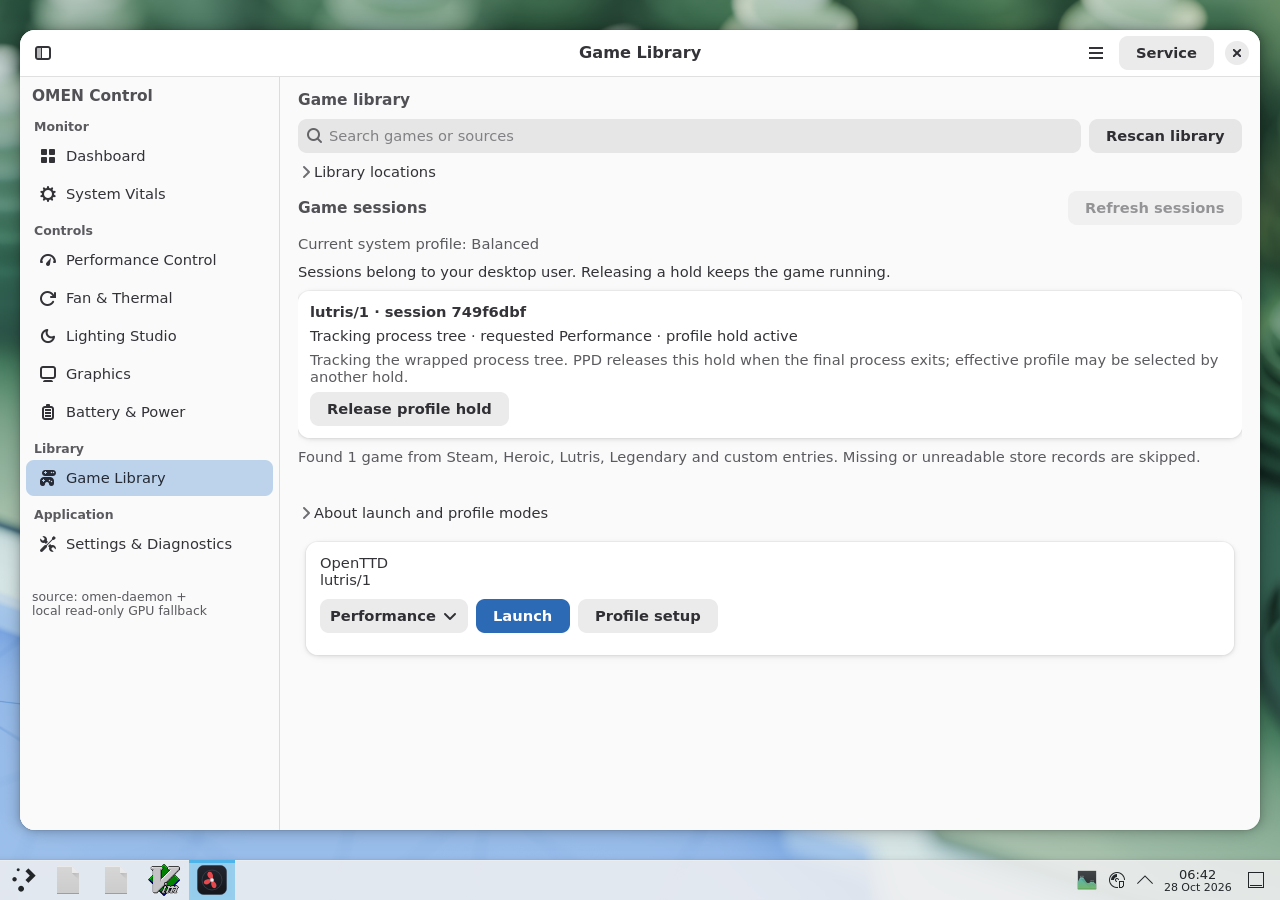 Game Library
Service
OMEN Control
Monitor
Dashboard
System Vitals
Controls
Performance Control
Fan & Thermal
Lighting Studio
Graphics
Battery & Power
Library
Game Library
Application
Settings & Diagnostics
source: omen-daemon +
local read-only GPU fallback
Game library
Search games or sources
Rescan library
Library locations
Game sessions
Refresh sessions
Current system profile: Balanced
Sessions belong to your desktop user. Releasing a hold keeps the game running.
lutris/1 · session 749f6dbf
Tracking process tree · requested Performance · profile hold active
Tracking the wrapped process tree. PPD releases this hold when the final process exits; effective profile may be selected by
another hold.
Release profile hold
Found 1 game from Steam, Heroic, Lutris, Legendary and custom entries. Missing or unreadable store records are skipped.
About launch and profile modes
OpenTTD
lutris/1
Performance
Launch
Profile setup
06:42
28 Oct 2026